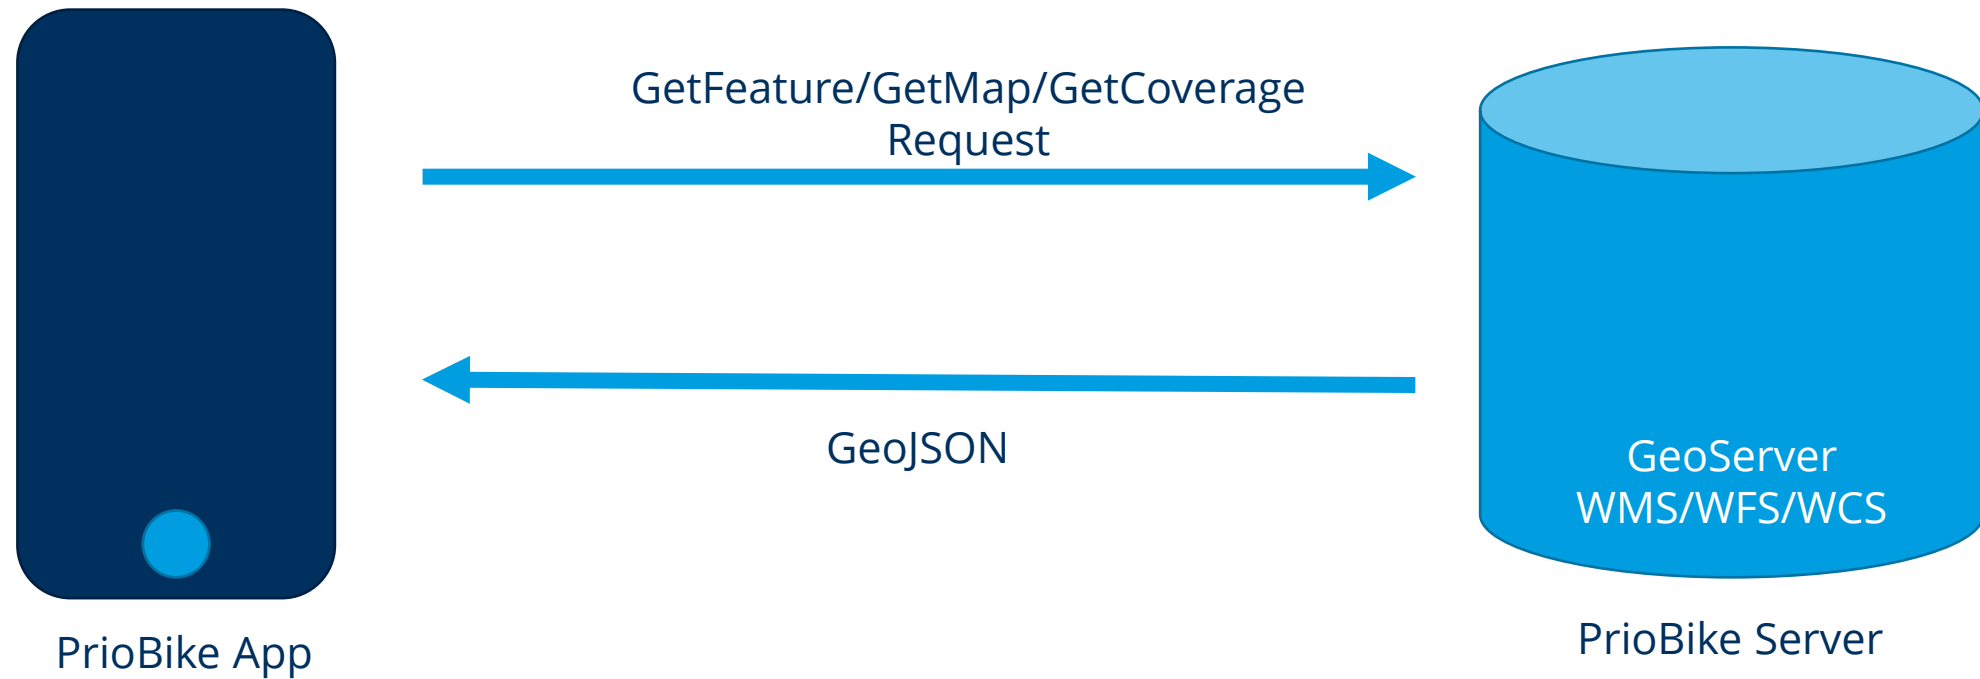 GetFeature/GetMap/GetCoverage
Request
GeoJSON
GeoServer
WMS/WFS/WCS
PrioBike App
PrioBike Server